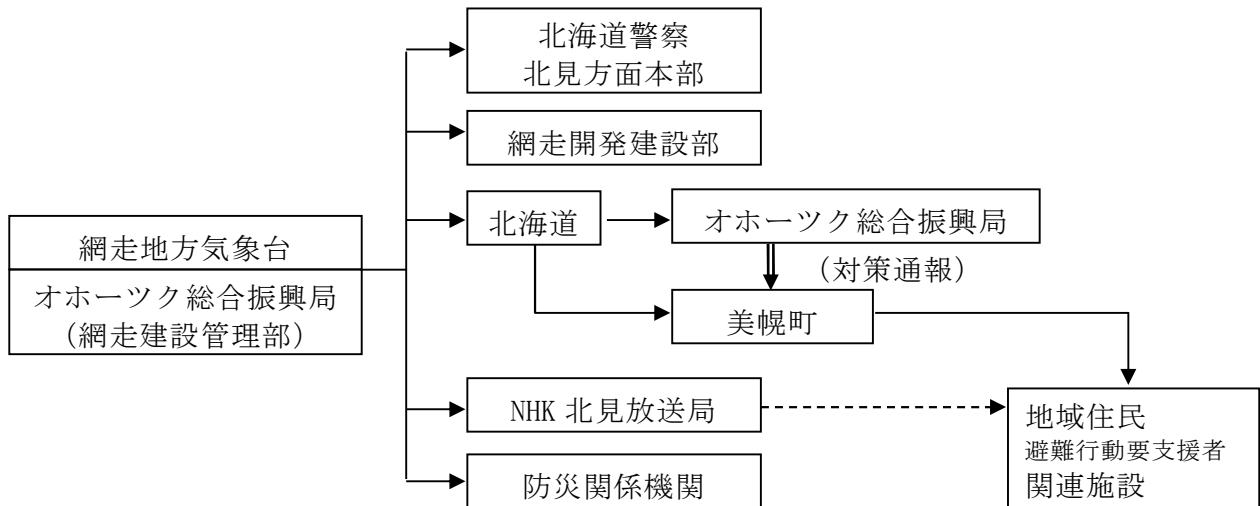 北海道警察
北見方面本部
網走開発建設部
北海道
オホーツク総合振興局
網走地方気象台
オホーツク総合振興局
(網走建設管理部)
(対策通報)
美幌町
NHK 北見放送局
地域住民
避難行動要支援者
関連施設
防災関係機関